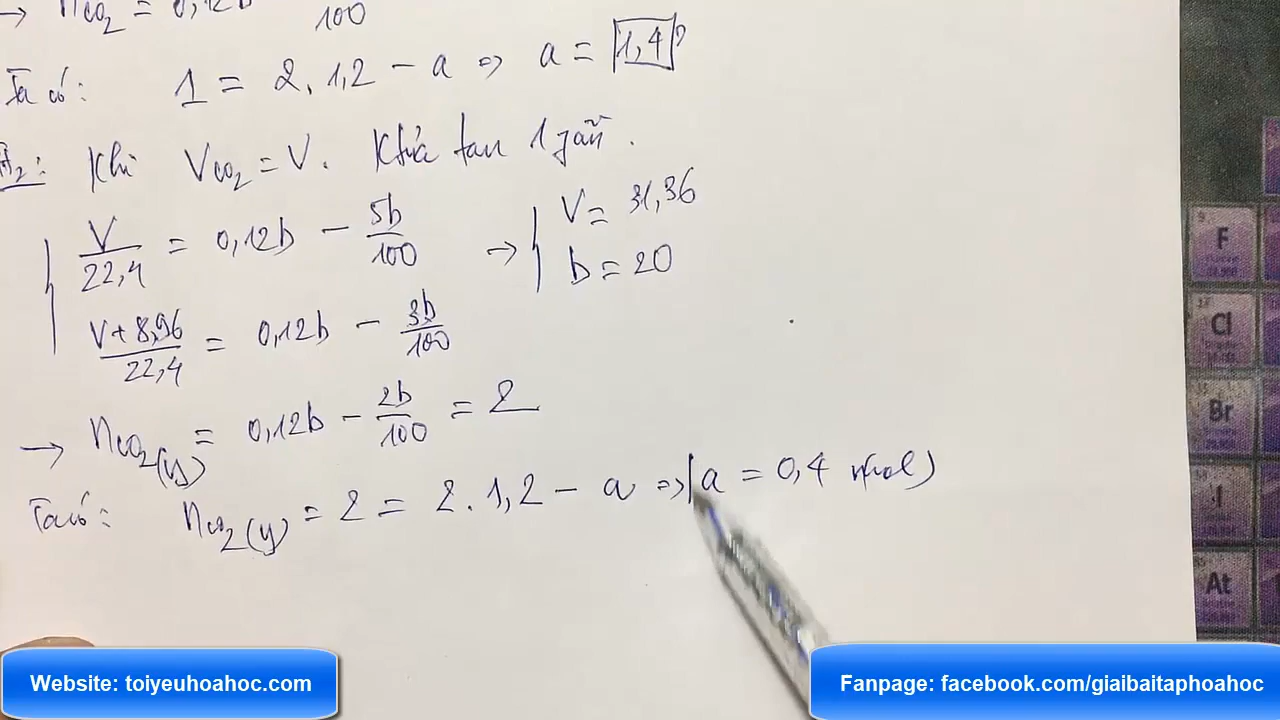 → nCO2 = 0,12b 100
Ta có: 1 = 2.1,2 − a ⇒ a = 1,4?
H2: Khi VCO2 = V. Khử tan 1 gian.
V/22,4 = 0,12b − 5b/100 → V = 31,36
b = 20
V+8,96/22,4 = 0,12b − 3b/100
→ nCO2(y) = 0,12b − 2b/100 = 2
Ta có: nCO2(y) = 2 = 2.1,2 − a ⇒ a = 0,4 mol
F
Cl
Br
I
At
Website: toiyeuhoahoc.com
Fanpage: facebook.com/giaibaitaphoahoc